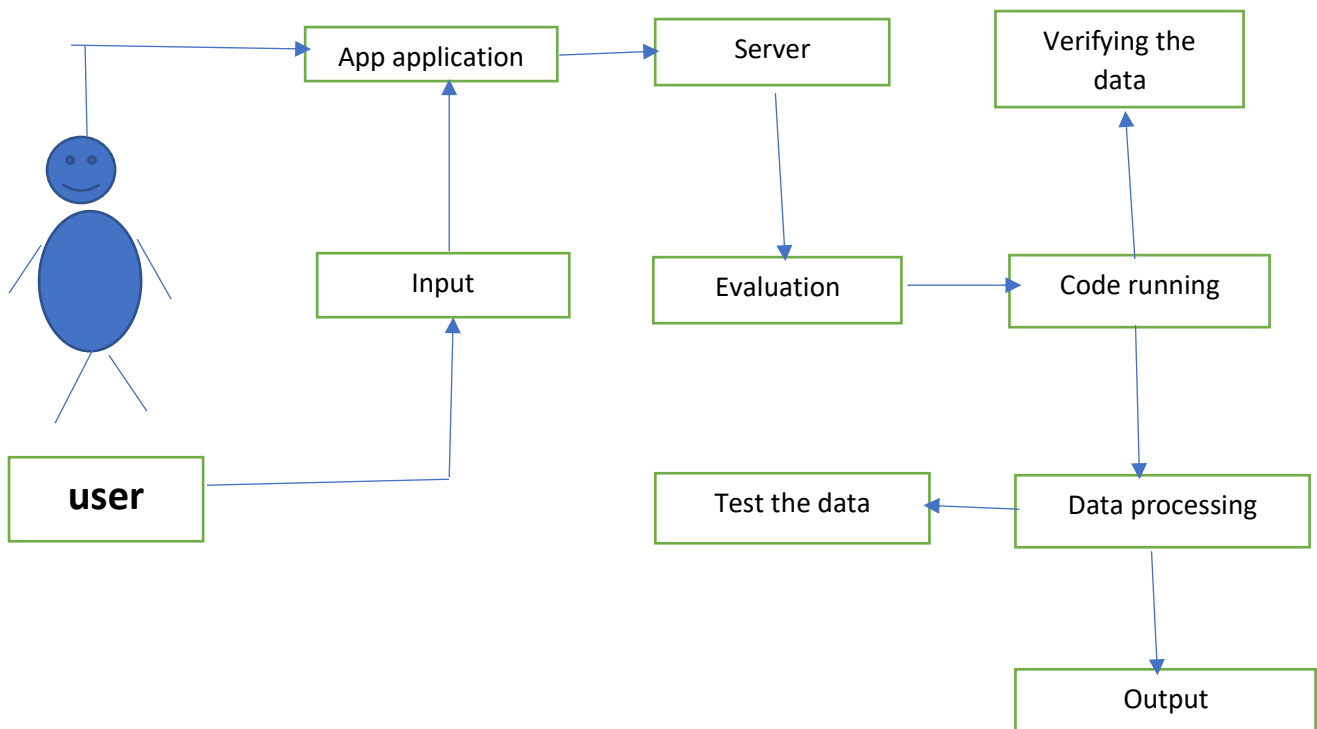 App application
Server
Verifying the
data
Input
Evaluation
Code running
user
Test the data
Data processing
Output